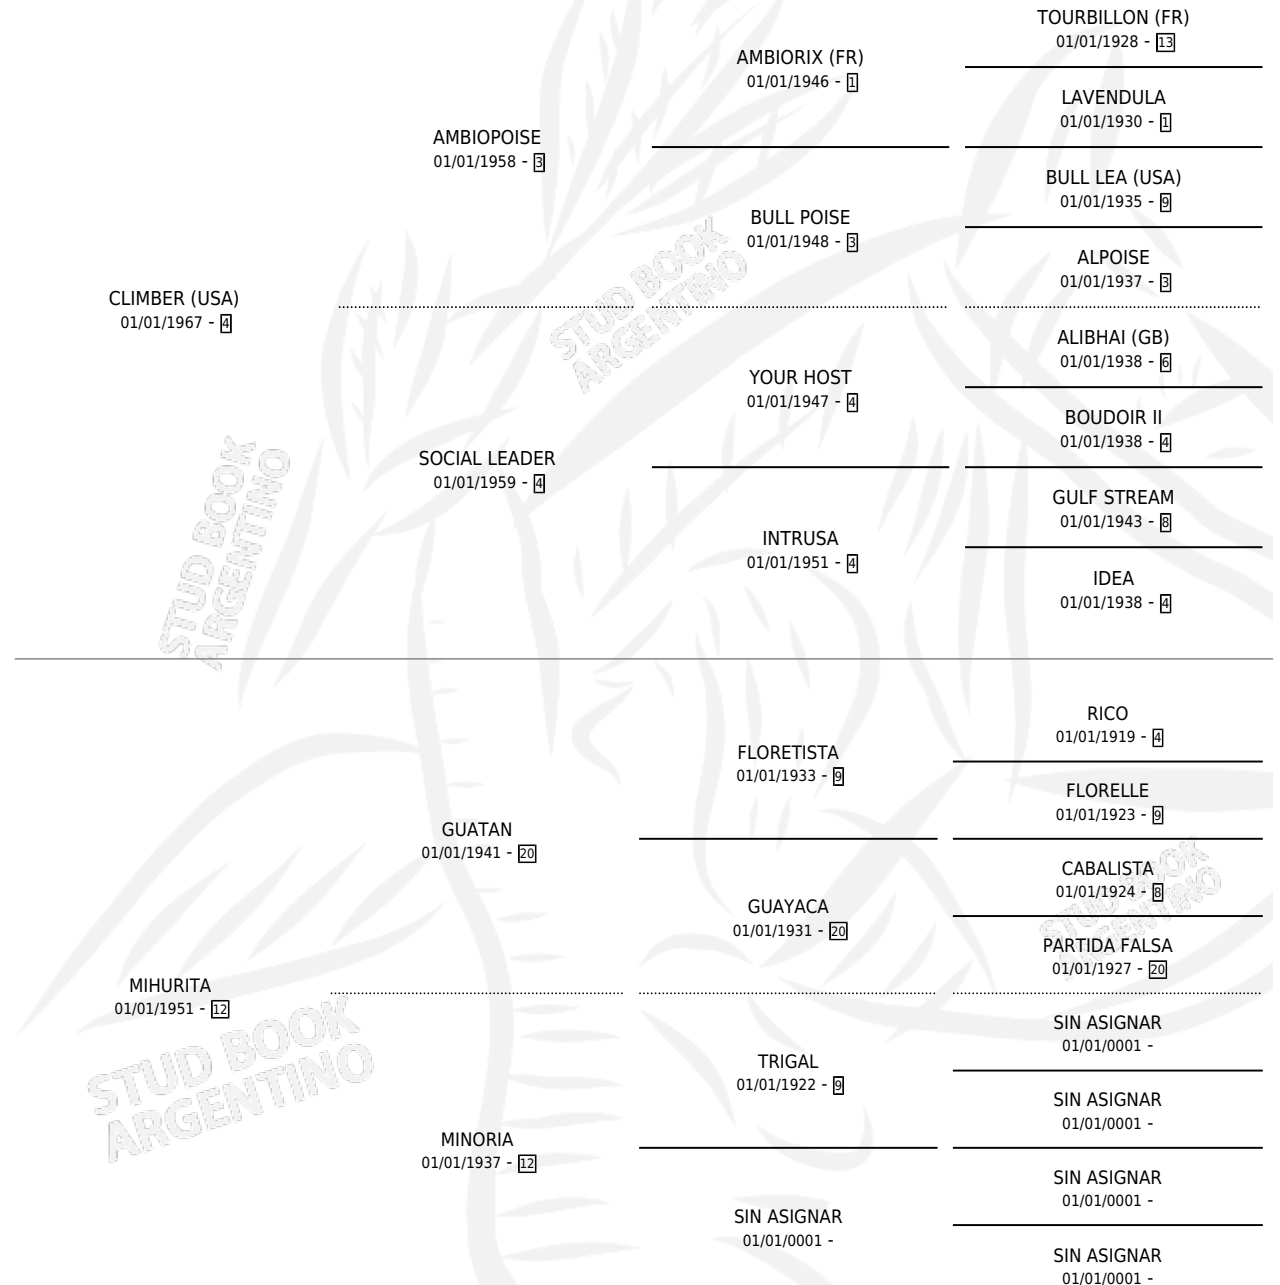 TOURBILLON (FR)
01/01/1928 - 13
AMBIORIX (FR)
01/01/1946 - 1
LAVENDULA
01/01/1930 - 1
AMBIOPOISE
01/01/1958 - 3
BULL LEA (USA)
01/01/1935 - 9
BULL POISE
01/01/1948 - 3
ALPOISE
01/01/1937 - 3
CLIMBER (USA)
01/01/1967 - 4
ALIBHAI (GB)
01/01/1938 - 6
YOUR HOST
01/01/1947 - 4
BOUDOIR II
01/01/1938 - 4
SOCIAL LEADER
01/01/1959 - 4
GULF STREAM
01/01/1943 - 8
INTRUSA
01/01/1951 - 4
IDEA
01/01/1938 - 4
RICO
01/01/1919 - 4
FLORETISTA
01/01/1933 - 9
FLORELLE
01/01/1923 - 9
GUATAN
01/01/1941 - 20
CABALISTA
01/01/1924 - 8
GUAYACA
01/01/1931 - 20
PARTIDA FALSA
01/01/1927 - 20
MIHURITA
01/01/1951 - 12
SIN ASIGNAR
01/01/0001 -
TRIGAL
01/01/1922 - 9
SIN ASIGNAR
01/01/0001 -
MINORIA
01/01/1937 - 12
SIN ASIGNAR
01/01/0001 -
SIN ASIGNAR
01/01/0001 -
SIN ASIGNAR
01/01/0001 -
STUD BOOK
ARGENTINO
STUD BOOK
ARGENTINO
STUD BOOK
ARGENTINO
STUD BOOK
ARGENTINO